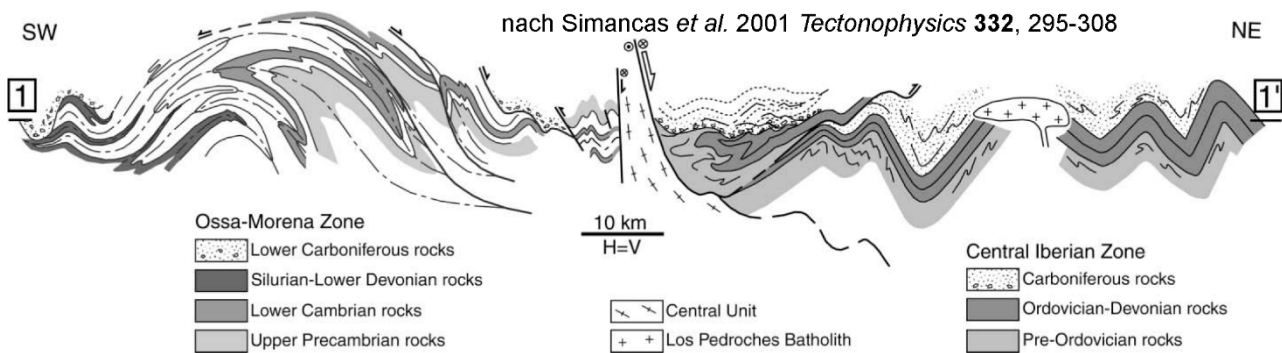 nach Simancas et al. 2001 Tectonophysics 332, 295-308
SW
NE
1
1'
10 km
H=V
Ossa-Morena Zone
Lower Carboniferous rocks
Silurian-Lower Devonian rocks
Lower Cambrian rocks
Upper Precambrian rocks
Central Unit
Los Pedroches Batholith
Central Iberian Zone
Carboniferous rocks
Ordovician-Devonian rocks
Pre-Ordovician rocks